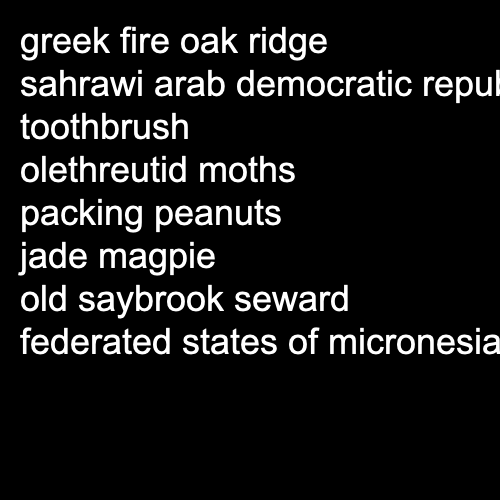 greek fire oak ridge
sahrawi arab democratic
toothbrush
olethreutid moths
packing peanuts
jade magpie
old saybrook seward
federated states of micronesia